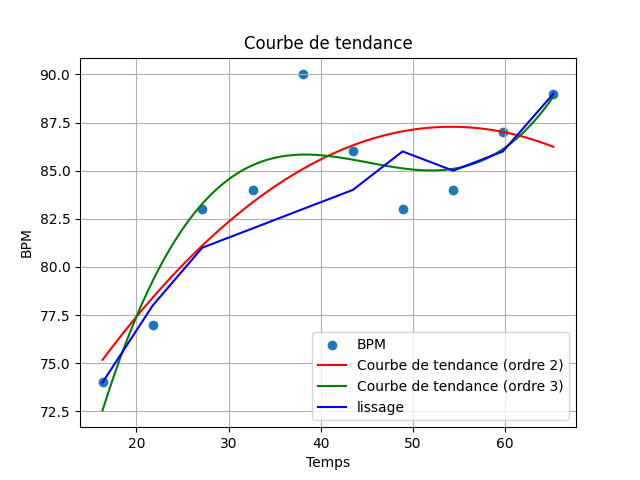 Courbe de tendance
90.0
87.5
85.0
82.5
80.0
77.5
75.0
72.5
BPM
BPM
Courbe de tendance (ordre 2)
Courbe de tendance (ordre 3)
lissage
20 30 40 50 60
Temps